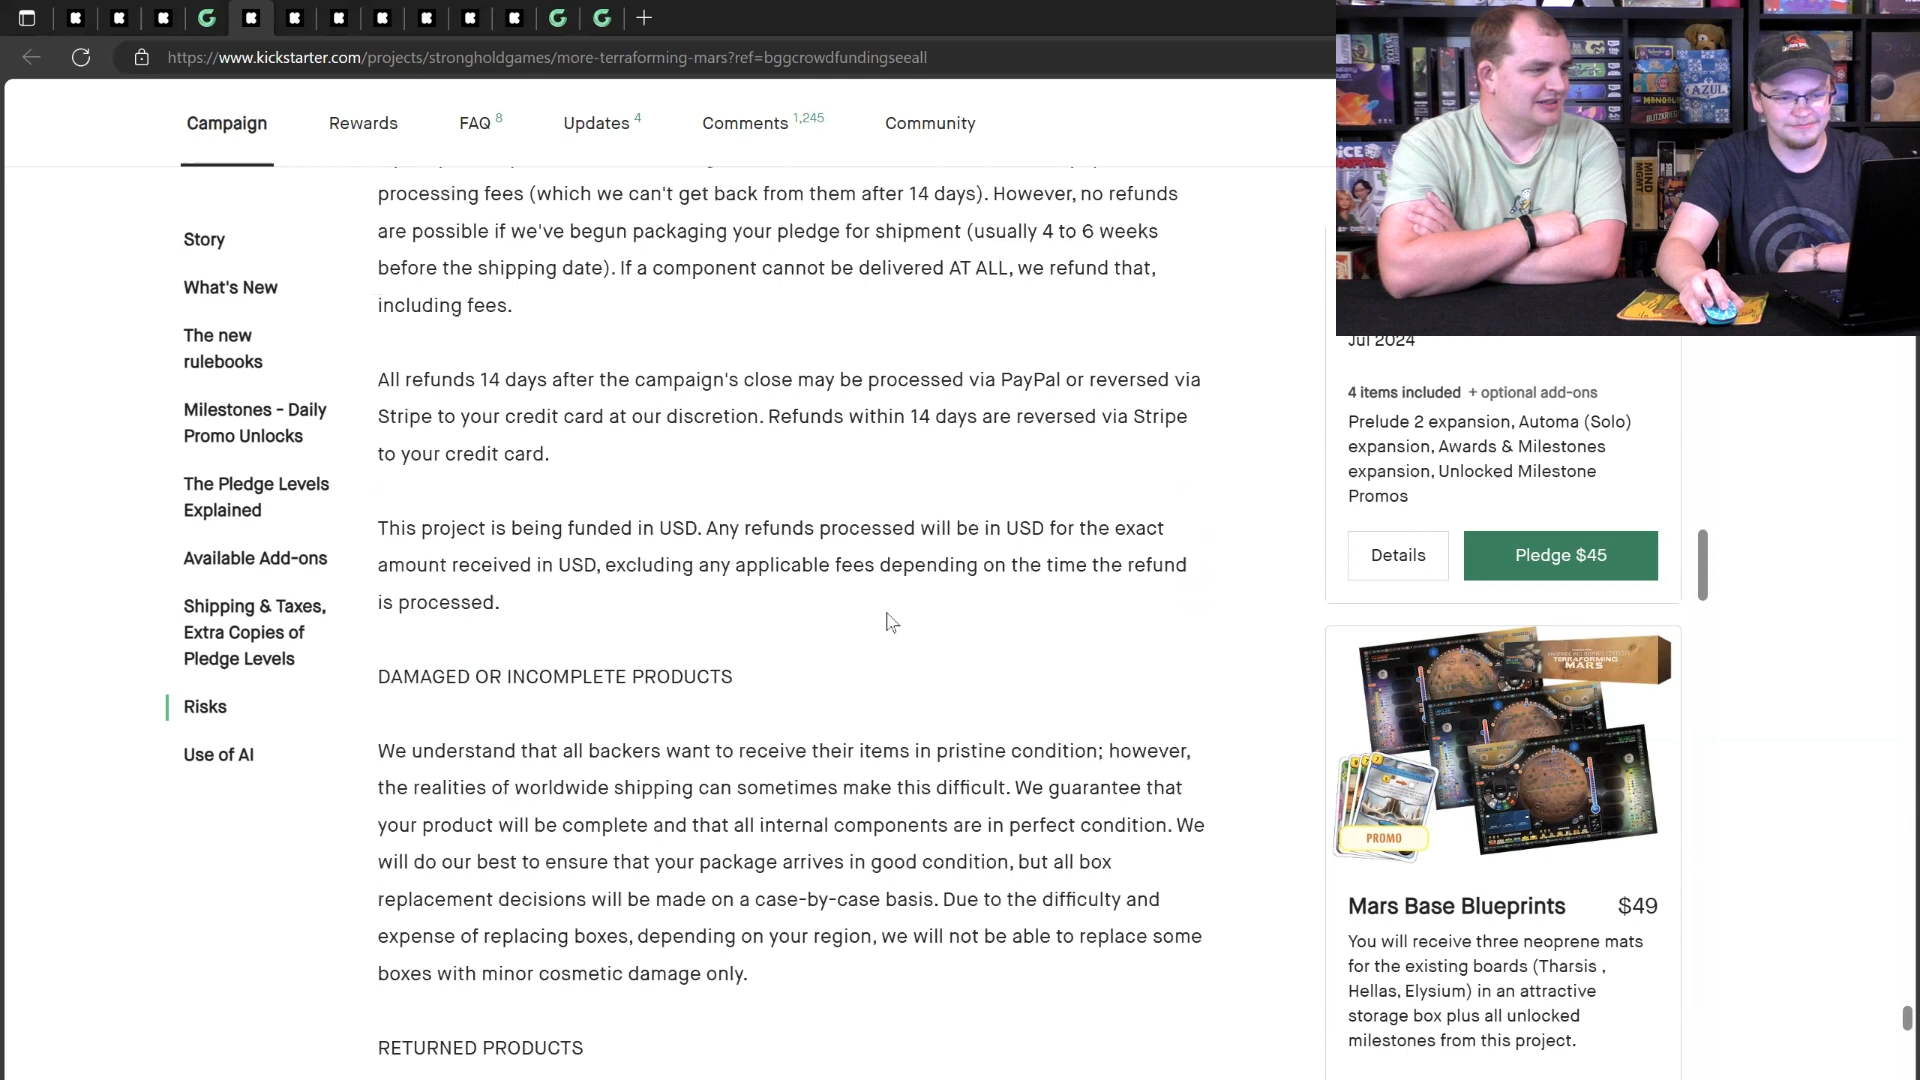 https://www.kickstarter.com/projects/strongholdgames/more-terraforming-mars?ref=bggcrowdfundingseeall
Campaign
Rewards
FAQ 8
Updates 4
Comments 1,245
Community
Story
What's New
The new
rulebooks
Milestones - Daily
Promo Unlocks
The Pledge Levels
Explained
Available Add-ons
Shipping & Taxes,
Extra Copies of
Pledge Levels
Risks
Use of AI
processing fees (which we can't get back from them after 14 days). However, no refunds
are possible if we've begun packaging your pledge for shipment (usually 4 to 6 weeks
before the shipping date). If a component cannot be delivered AT ALL, we refund that,
including fees.
All refunds 14 days after the campaign's close may be processed via PayPal or reversed via
Stripe to your credit card at our discretion. Refunds within 14 days are reversed via Stripe
to your credit card.
This project is being funded in USD. Any refunds processed will be in USD for the exact
amount received in USD, excluding any applicable fees depending on the time the refund
is processed.
DAMAGED OR INCOMPLETE PRODUCTS
We understand that all backers want to receive their items in pristine condition; however,
the realities of worldwide shipping can sometimes make this difficult. We guarantee that
your product will be complete and that all internal components are in perfect condition. We
will do our best to ensure that your package arrives in good condition, but all box
replacement decisions will be made on a case-by-case basis. Due to the difficulty and
expense of replacing boxes, depending on your region, we will not be able to replace some
boxes with minor cosmetic damage only.
RETURNED PRODUCTS
AZUL
MIND
MGMT
Jul 2024
4 items included + optional add-ons
Prelude 2 expansion, Automa (Solo)
expansion, Awards & Milestones
expansion, Unlocked Milestone
Promos
Details
Pledge $45
TERRAFORMING
MARS
PROMO
Mars Base Blueprints $49
You will receive three neoprene mats
for the existing boards (Tharsis ,
Hellas, Elysium) in an attractive
storage box plus all unlocked
milestones from this project.